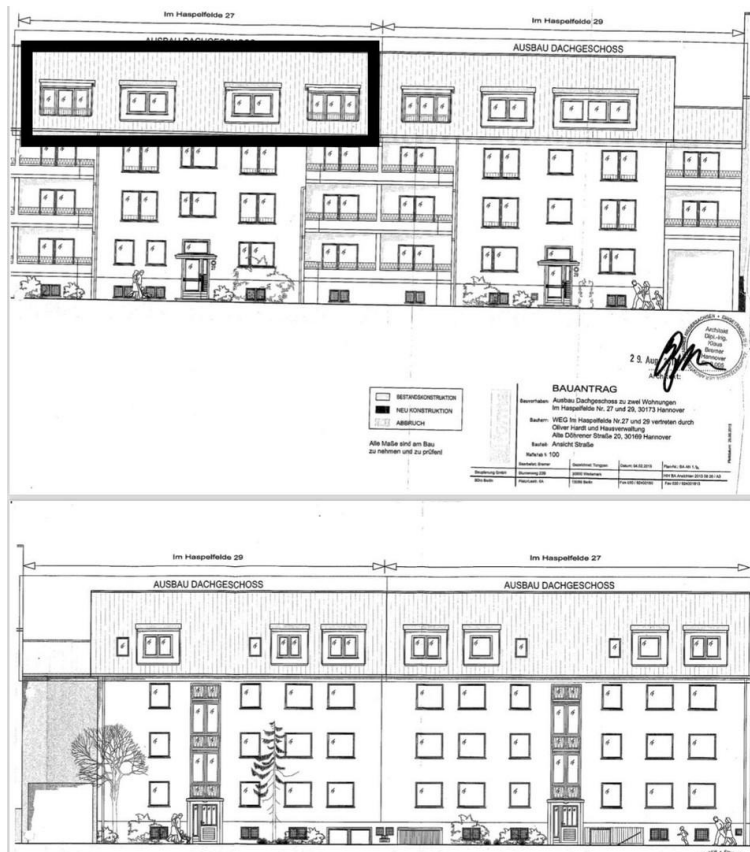 Im Haspelfelde 27
Im Haspelfelde 29
AUSBAU DACHGESCHOSS
AUSBAU DACHGESCHOSS
29. Aug
Architekt
Dipl.-Ing.
Klaus
Bremer
Hannover
BESTANDSKONSTRUKTION
NEU KONSTRUKTION
ABBRUCH
Alle Maße sind am Bau
zu nehmen und zu prüfen!
BAUANTRAG
Bauvorhaben: Ausbau Dachgeschoss zu zwei Wohnungen
Im Haspelfelde Nr. 27 und 29, 30173 Hannover
Bauherr: WEG Im Haspelfelde Nr.27 und 29 vertreten durch
Oliver Hardt und Hausverwaltung
Alte Döhrener Straße 20, 30169 Hannover
Bauteil: Ansicht Straße
100
Im Haspelfelde 29
Im Haspelfelde 27
AUSBAU DACHGESCHOSS
AUSBAU DACHGESCHOSS